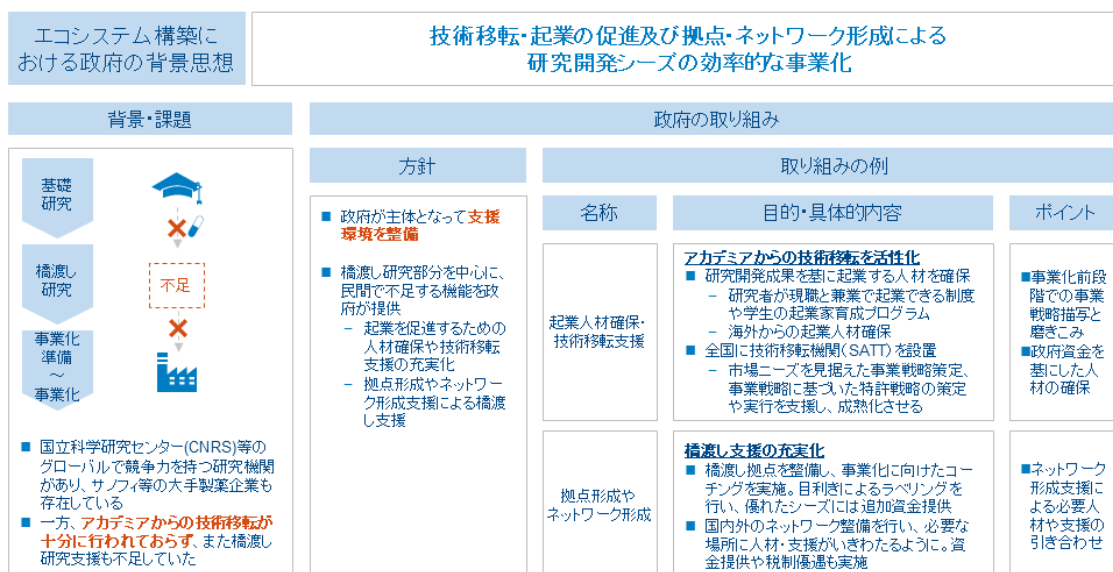 エコシステム構築に
おける政府の背景思想
技術移転・起業の促進及び拠点・ネットワーク形成による
研究開発シーズの効率的な事業化
背景・課題
基礎
研究
橋渡し
研究
不足
事業化
準備
～
事業化
■ 国立科学研究センター(CNRS)等の
グローバルで競争力を持つ研究機関
があり、サノフィ等の大手製薬企業も
存在している
■ 一方、アカデミアからの技術移転が
十分に行われておらず、また橋渡し
研究支援も不足していた
政府の取り組み
方針
■ 政府が主体となって支援
環境を整備
■ 橋渡し研究部分を中心に、
民間で不足する機能を政
府が提供
− 起業を促進するための
人材確保や技術移転
支援の充実化
− 拠点形成やネットワー
ク形成支援による橋渡
し支援
取り組みの例
名称
目的・具体的内容
ポイント
起業人材確保・
技術移転支援
アカデミアからの技術移転を活性化
■ 研究開発成果を基に起業する人材を確保
− 研究者が現職と兼業で起業できる制度
や学生の起業家育成プログラム
− 海外からの起業人材確保
■ 全国に技術移転機関(SATT)を設置
− 市場ニーズを見据えた事業戦略策定、
事業戦略に基づいた特許戦略の策定
や実行を支援し、成熟化させる
■事業化前段
階での事業
戦略描写と
磨きこみ
■政府資金を
基にした人
材の確保
拠点形成や
ネットワーク形成
橋渡し支援の充実化
■ 橋渡し拠点を整備し、事業化に向けたコー
チングを実施。目利きによるラベリングを
行い、優れたシーズには追加資金提供
■ 国内外のネットワーク整備を行い、必要な
場所に人材・支援がいきわたるように。資
金提供や税制優遇も実施
■ネットワーク
形成支援に
よる必要人
材や支援の
引き合わせ